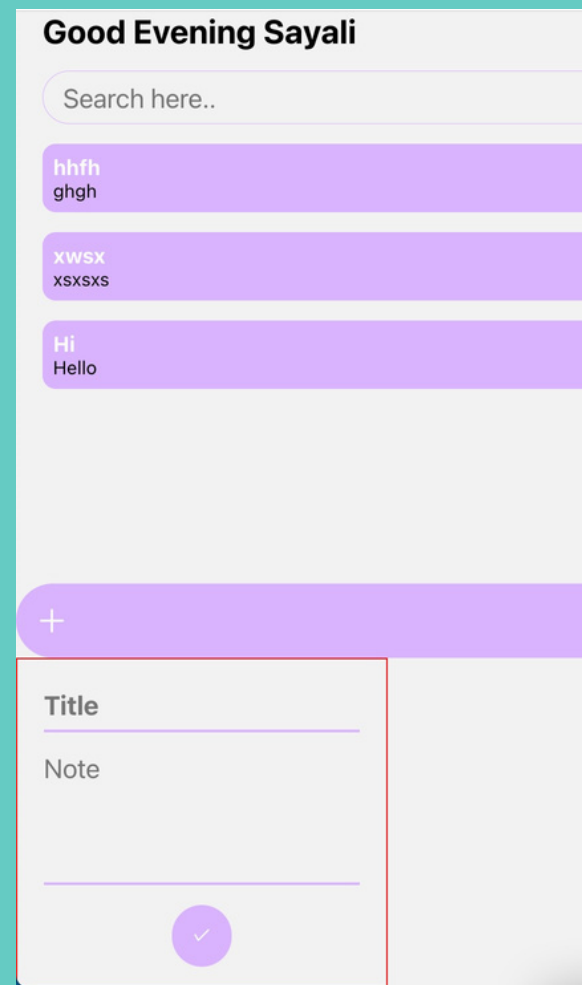 Good Evening Sayali
Search here..
hhfh
ghgh
xwsx
xsxsxs
Hi
Hello
+
Title
Note